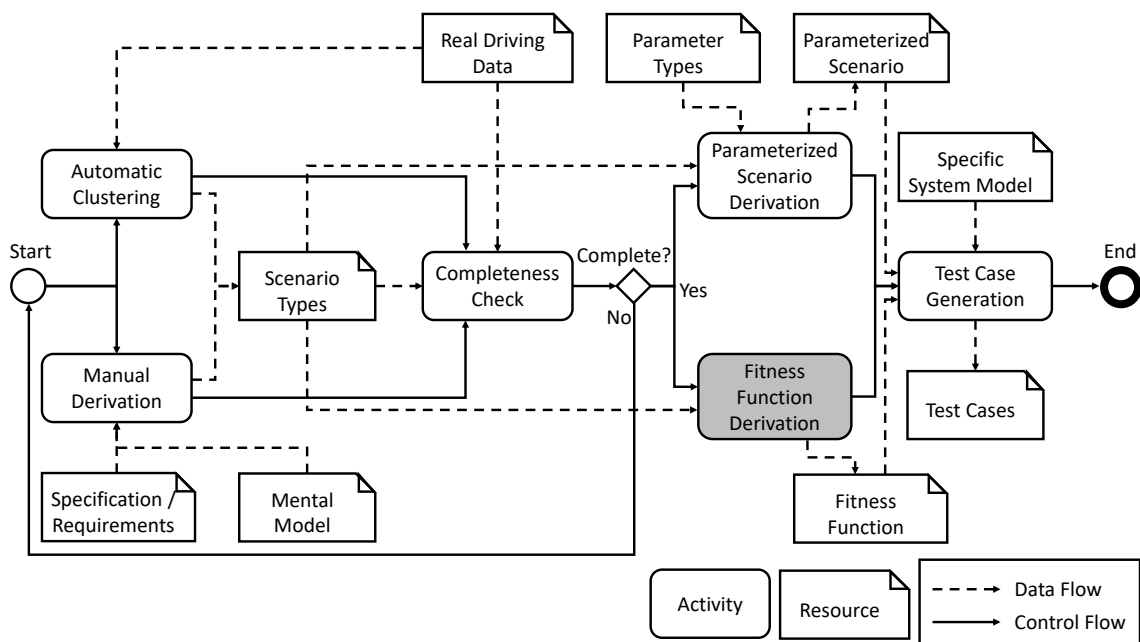 Real Driving
Data
Parameter
Types
Parameterized
Scenario
Automatic
Clustering
Parameterized
Scenario
Derivation
Specific
System Model
Start
Scenario
Types
Completeness
Check
Complete?
Yes
No
Test Case
Generation
End
Manual
Derivation
Fitness
Function
Derivation
Test Cases
Specification /
Requirements
Mental
Model
Fitness
Function
Activity
Resource
Data Flow
Control Flow